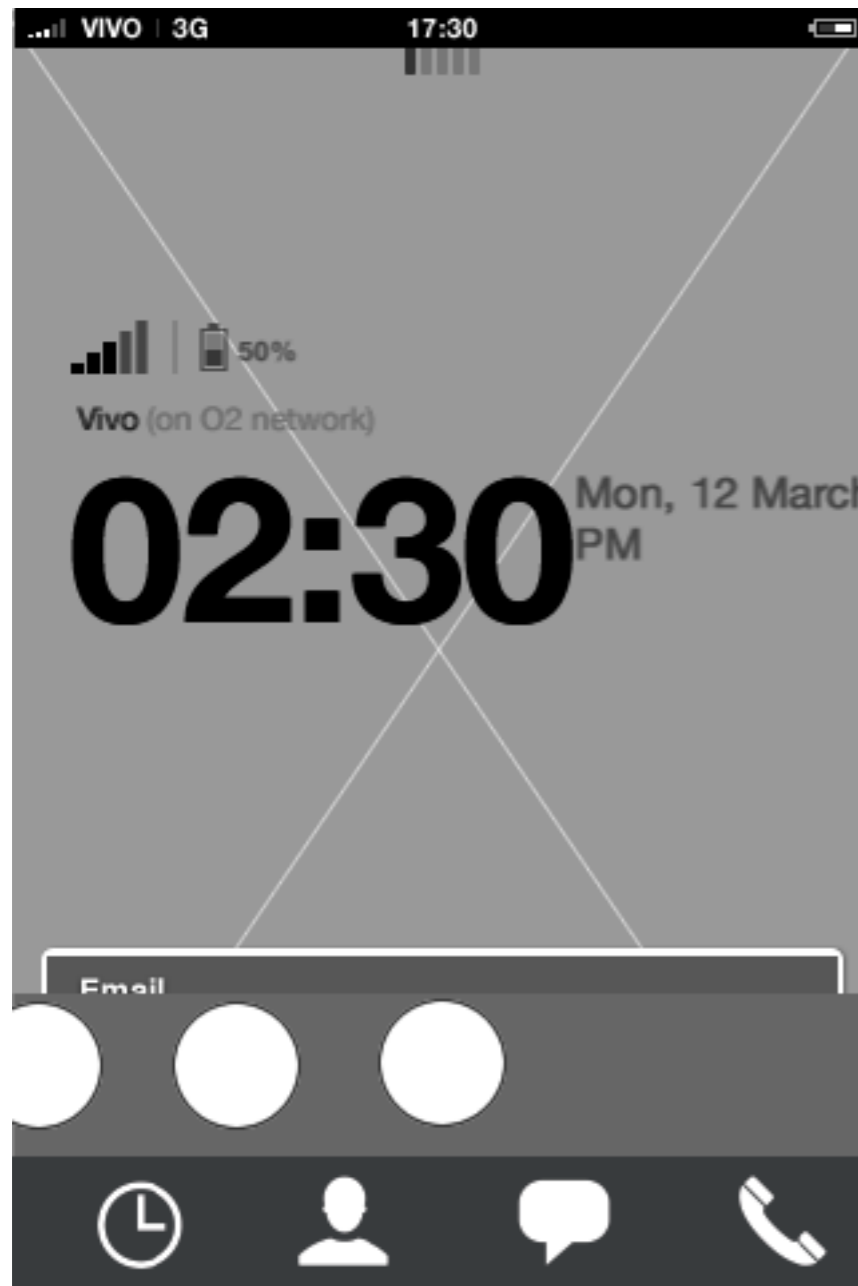 VIVO 3G 17:30
50%
Vivo (on O2 network)
02:30
Mon, 12 March
PM
Email